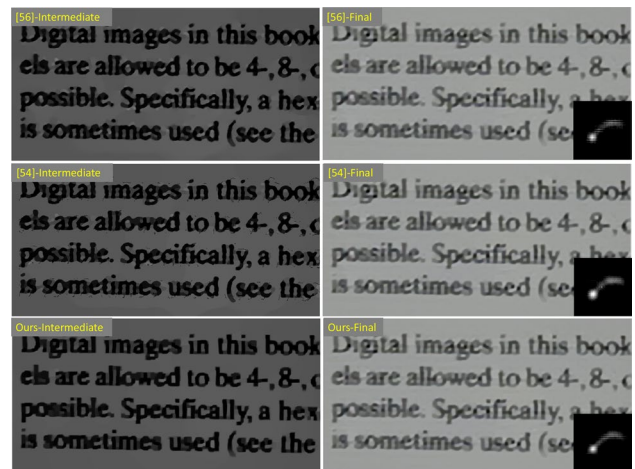 [56]-Intermediate
Digital images in this book
els are allowed to be 4-, 8-, c
possible. Specifically, a hex
is sometimes used (see the
[56]-Final
Digital images in this book
els are allowed to be 4-, 8-, c
possible. Specifically, a hex
is sometimes used (se
[54]-Intermediate
Digital images in this book
els are allowed to be 4-, 8-, c
possible. Specifically, a hex
is sometimes used (see the
[54]-Final
Digital images in this book
els are allowed to be 4-, 8-, c
possible. Specifically, a hex
is sometimes used (se
Ours-Intermediate
Digital images in this book
els are allowed to be 4-, 8-, c
possible. Specifically, a hex
is sometimes used (see the
Ours-Final
Digital images in this book
els are allowed to be 4-, 8-, c
possible. Specifically, a hex
is sometimes used (se